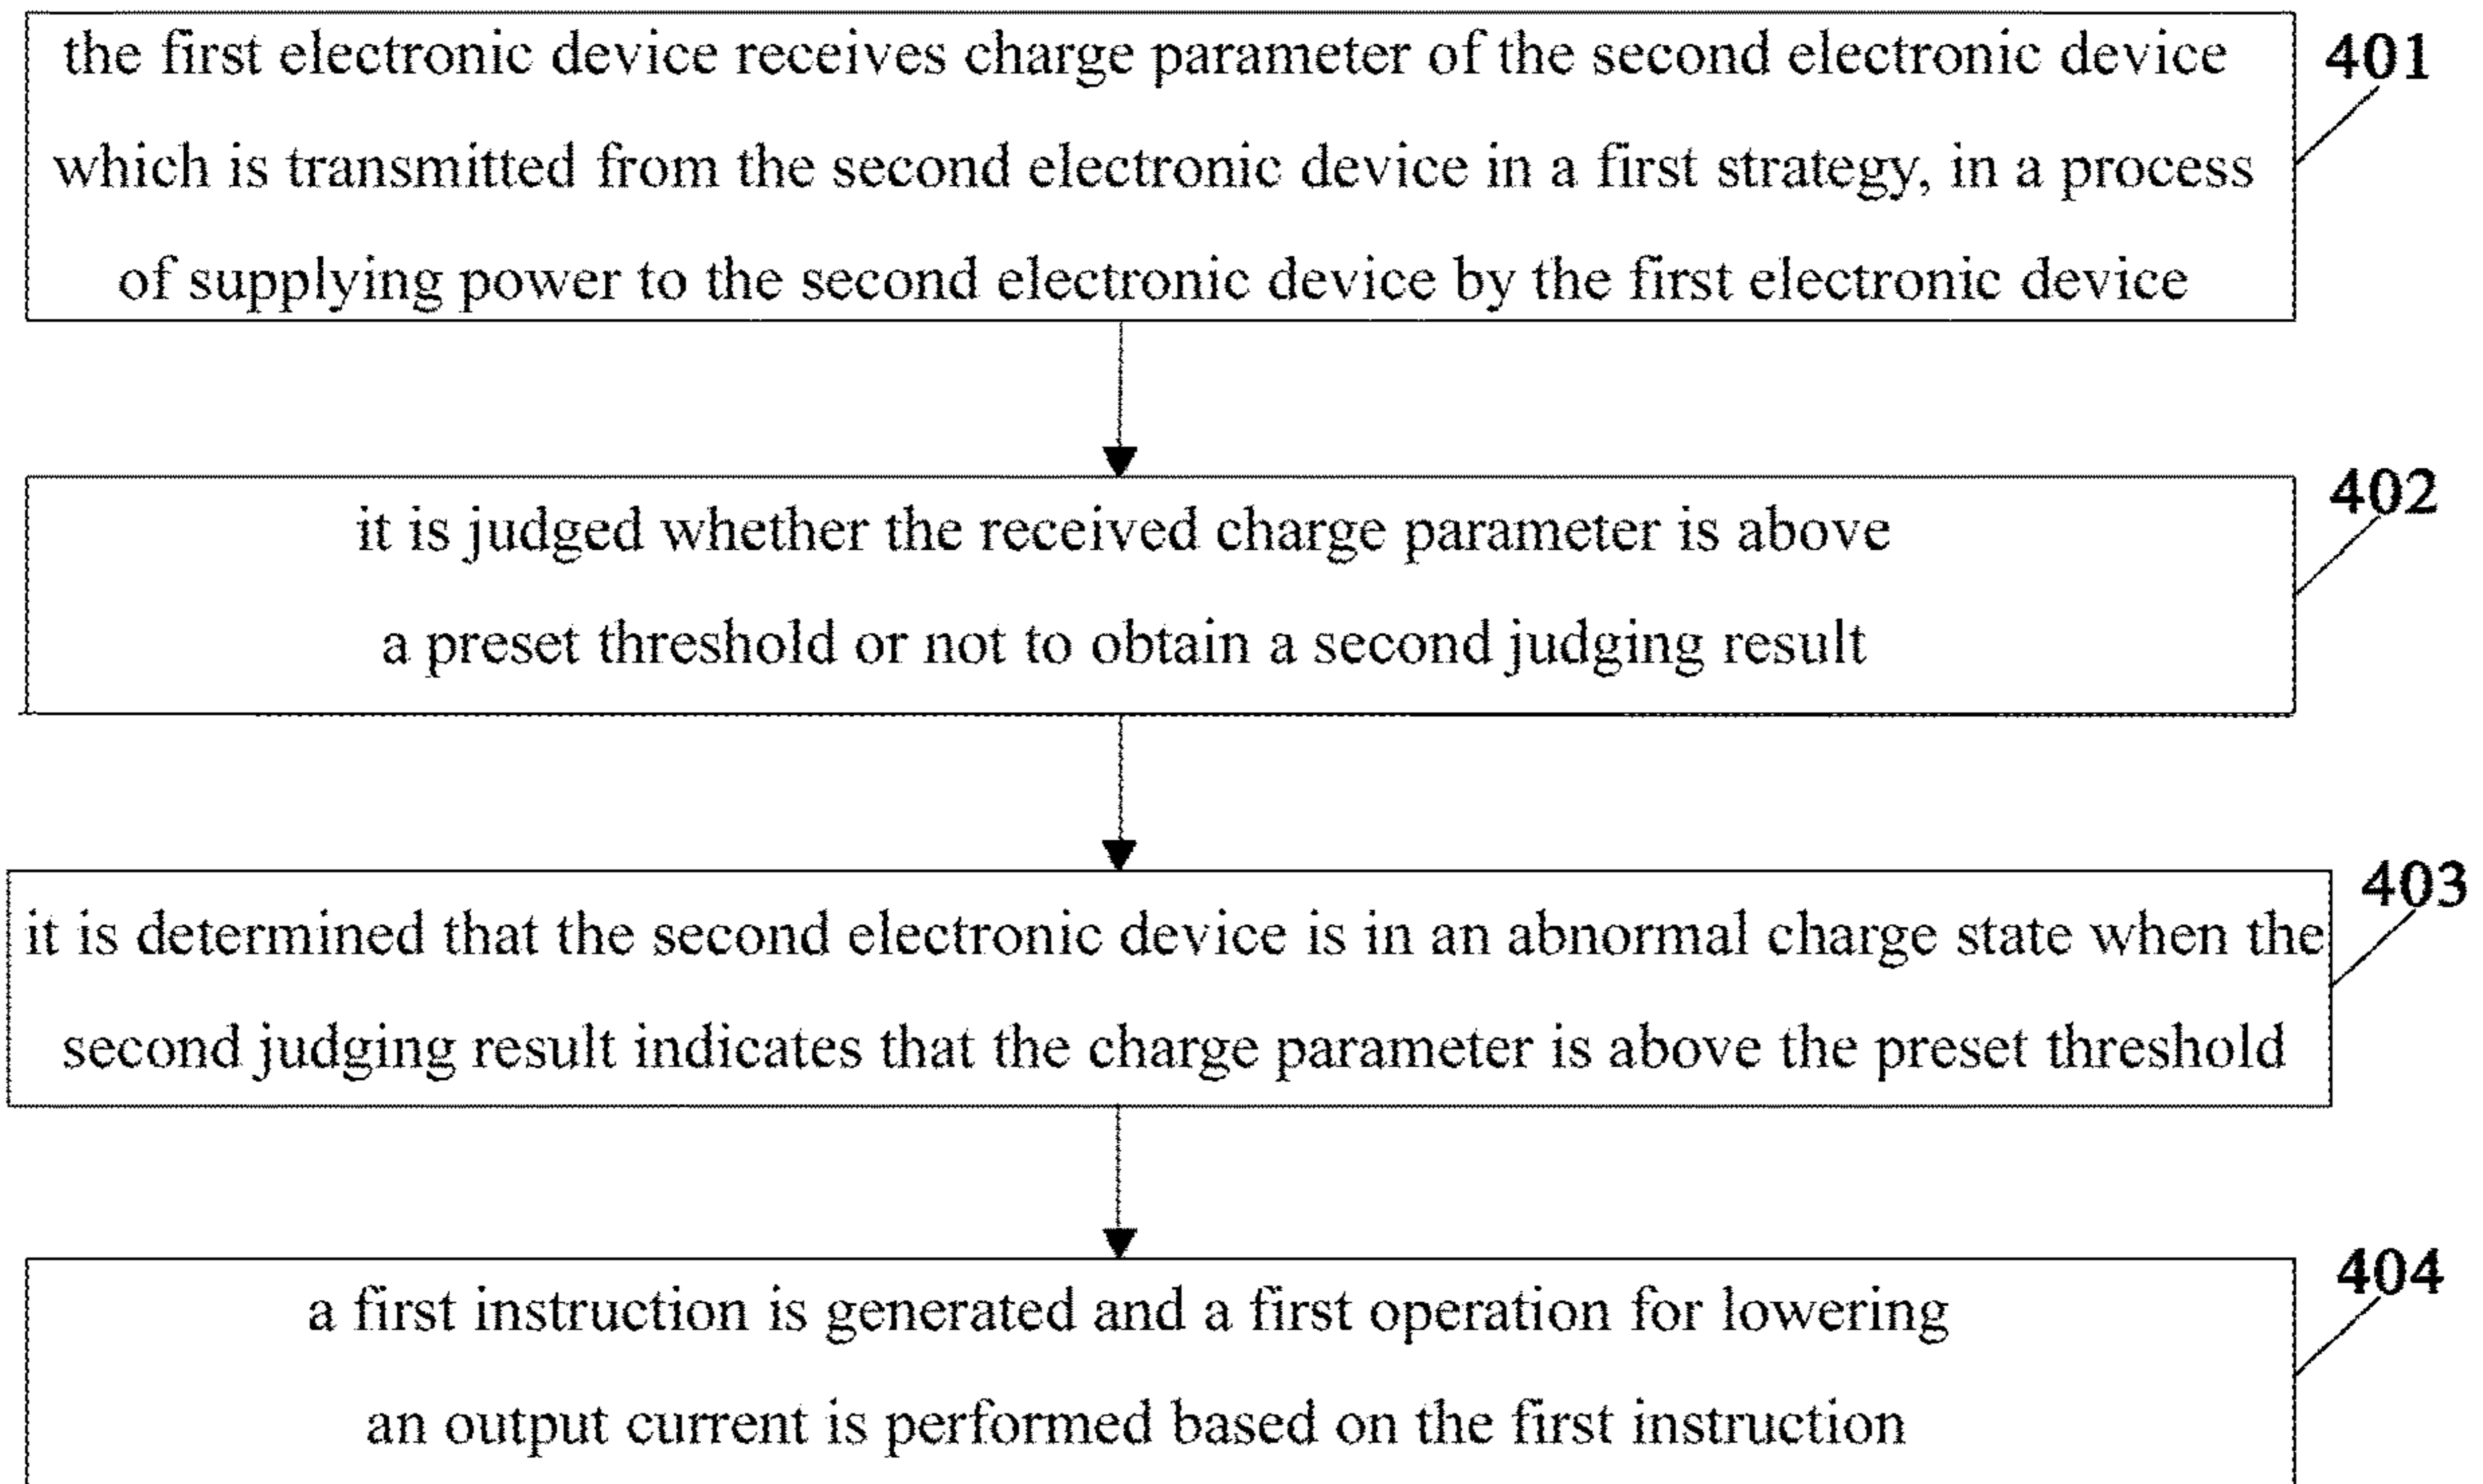 the first electronic device receives charge parameter of the second electronic device
401
which is transmitted from the second electronic device in a first strategy, in a process
of supplying power to the second electronic device by the first electronic device
402
it is judged whether the received charge parameter is above
a preset threshold or not to obtain a second judging result
403
it is determined that the second electronic device is in an abnormal charge state when the
second judging result indicates that the charge parameter is above the preset threshold
404
a first instruction is generated and a first operation for lowering
an output current is performed based on the first instruction